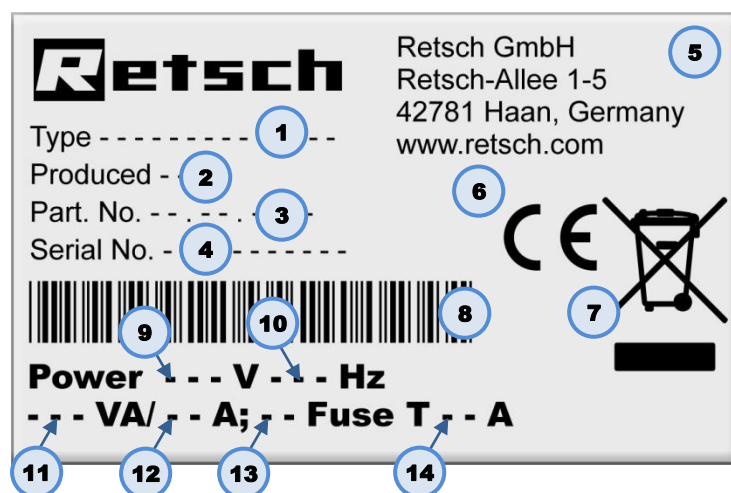 Retsch
Retsch GmbH
Retsch-Allee 1-5
42781 Haan, Germany
www.retsch.com
5
Type - - - - - - - - - 1 - -
Produced - - 2
Part. No. - - . - - . - 3 -
Serial No. - 4 - - - - - - -
6
CE
7
8
9
10
Power - - - V - - - Hz
- - - VA/ - - A; - - Fuse T - - A
11
12
13
14